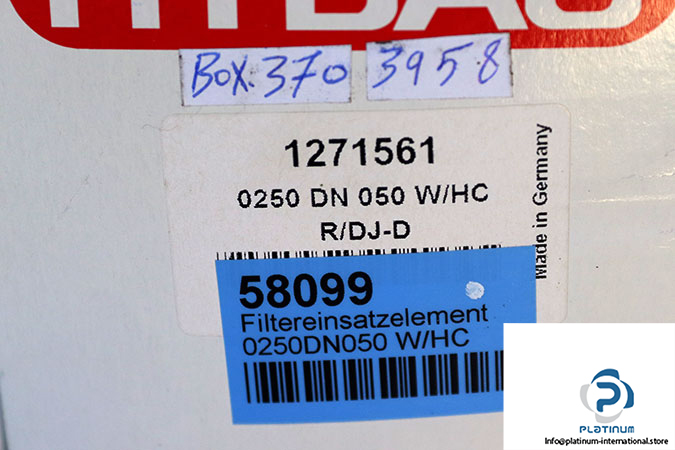 HYDAC
BOX.370 3958
1271561
0250 DN 050 W/HC
R/DJ-D
Made in Germany
58099
Filtereinsatzelement
0250DN050 W/HC
PLATINUM
Info@platinum-international.store